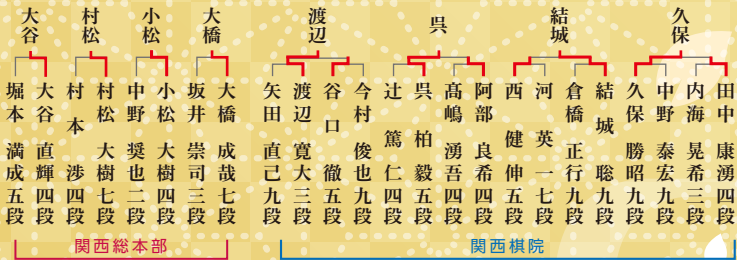 大谷
村松
小松
大橋
渡辺
呉
結城
久保
堀本 満成五段
大谷 直輝四段
村本 渉四段
村松 大樹七段
中野 奨也二段
小松 大樹四段
坂井 崇司三段
大橋 成哉七段
矢田 直己九段
渡辺 寛大三段
谷口 徹五段
今村 俊也九段
辻 篤仁四段
呉 柏毅五段
髙嶋 湧吾四段
阿部 良希四段
西 健伸五段
河 英一七段
倉橋 正行九段
結城 聡九段
久保 勝昭九段
中野 泰宏九段
内海 晃希三段
田中 康湧四段
関西総本部
関西棋院